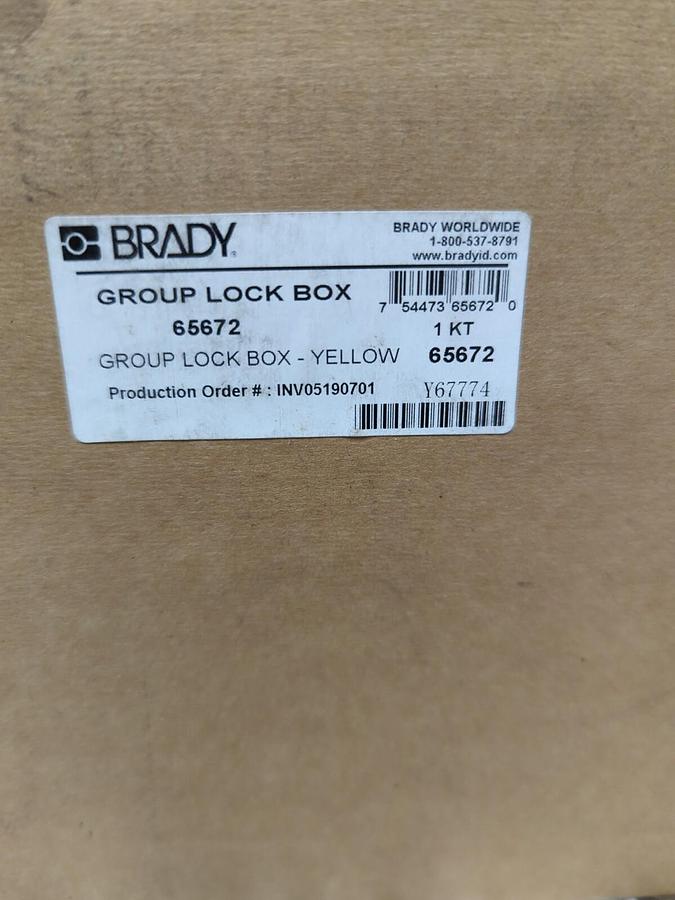 BRADY
BRADY WORLDWIDE
1-800-537-8791
www.bradyid.com
GROUP LOCK BOX
7 54473 65672 0
65672
1 KT
GROUP LOCK BOX - YELLOW 65672
Production Order # : INV05190701
Y67774